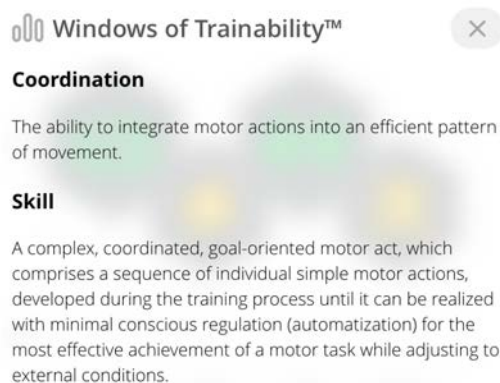 Windows of Trainability™
Coordination
The ability to integrate motor actions into an efficient pattern
of movement.
Skill
A complex, coordinated, goal-oriented motor act, which
comprises a sequence of individual simple motor actions,
developed during the training process until it can be realized
with minimal conscious regulation (automatization) for the
most effective achievement of a motor task while adjusting to
external conditions.